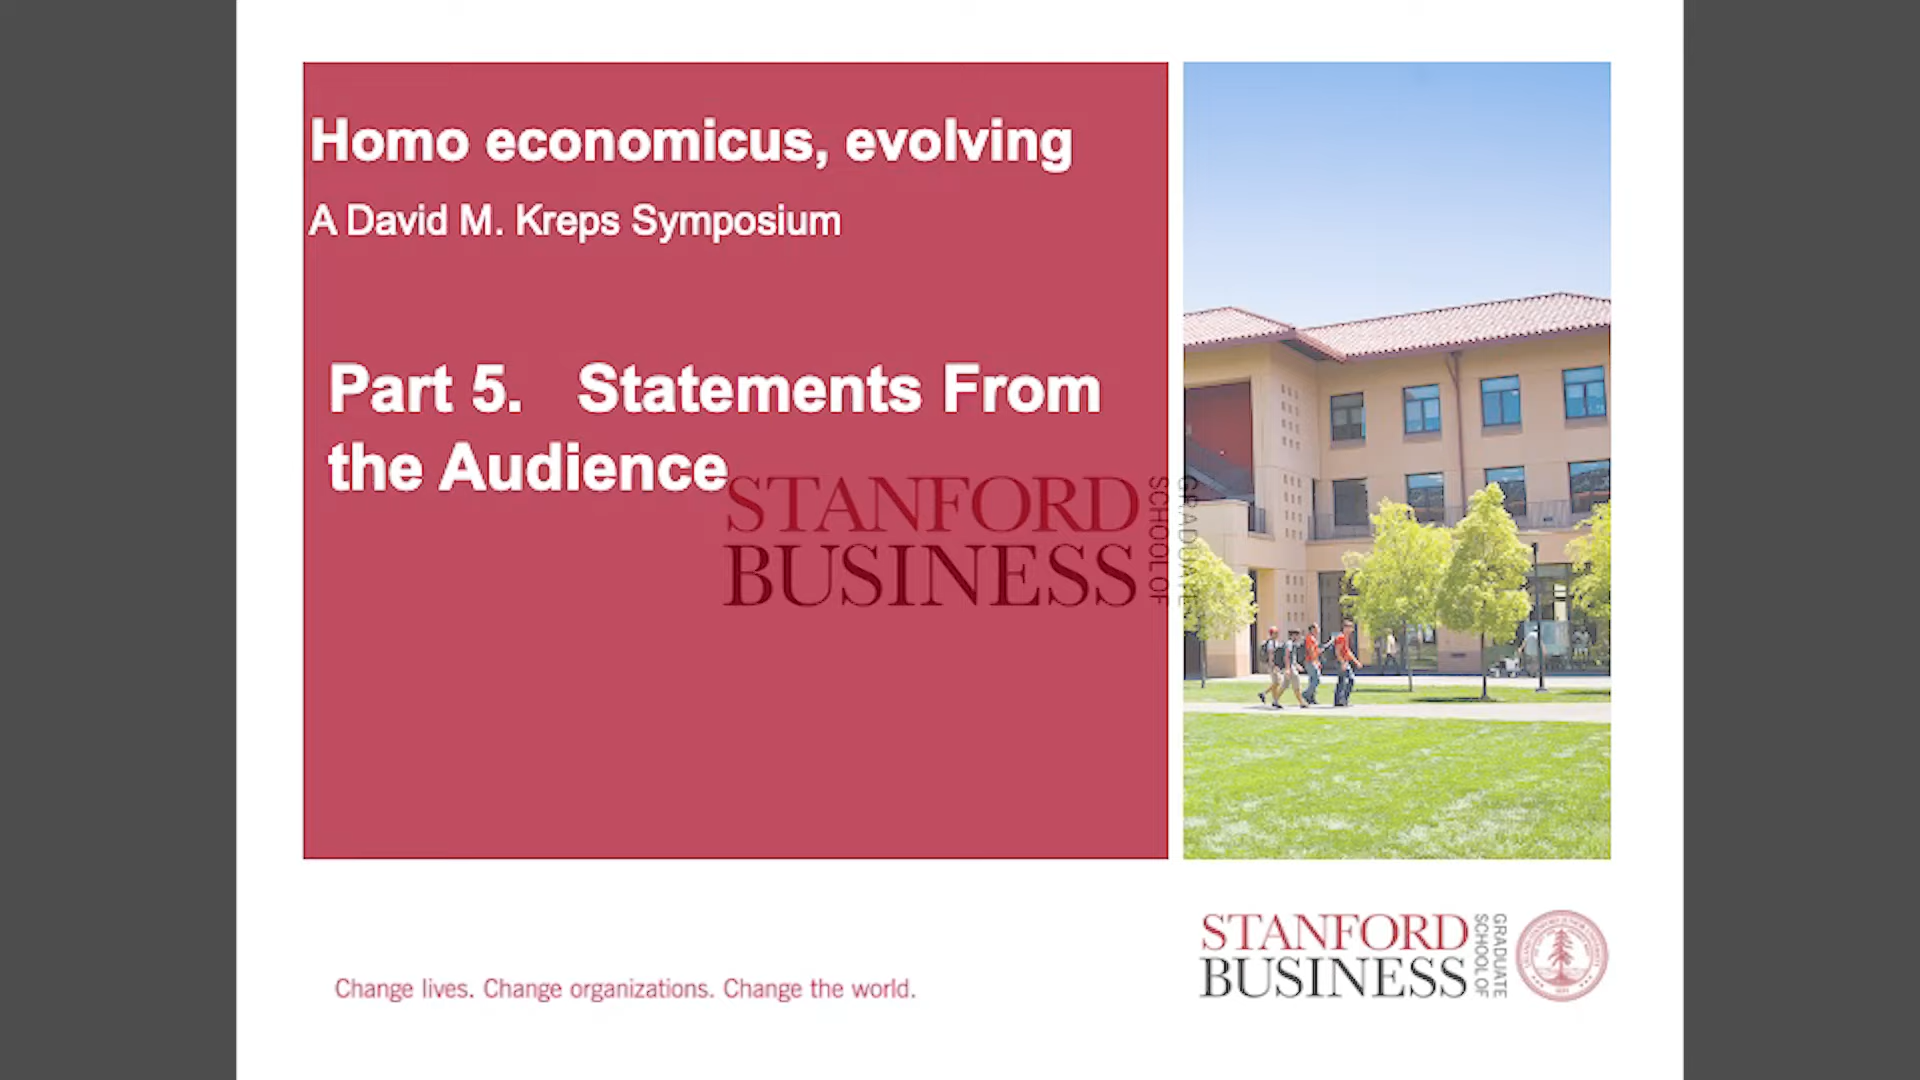 Homo economicus, evolving
A David M. Kreps Symposium
Part 5. Statements From
the Audience
STANFORD
BUSINESS
GRADUATE
SCHOOL OF
Change lives. Change organizations. Change the world.
STANFORD
BUSINESS
GRADUATE
SCHOOL OF